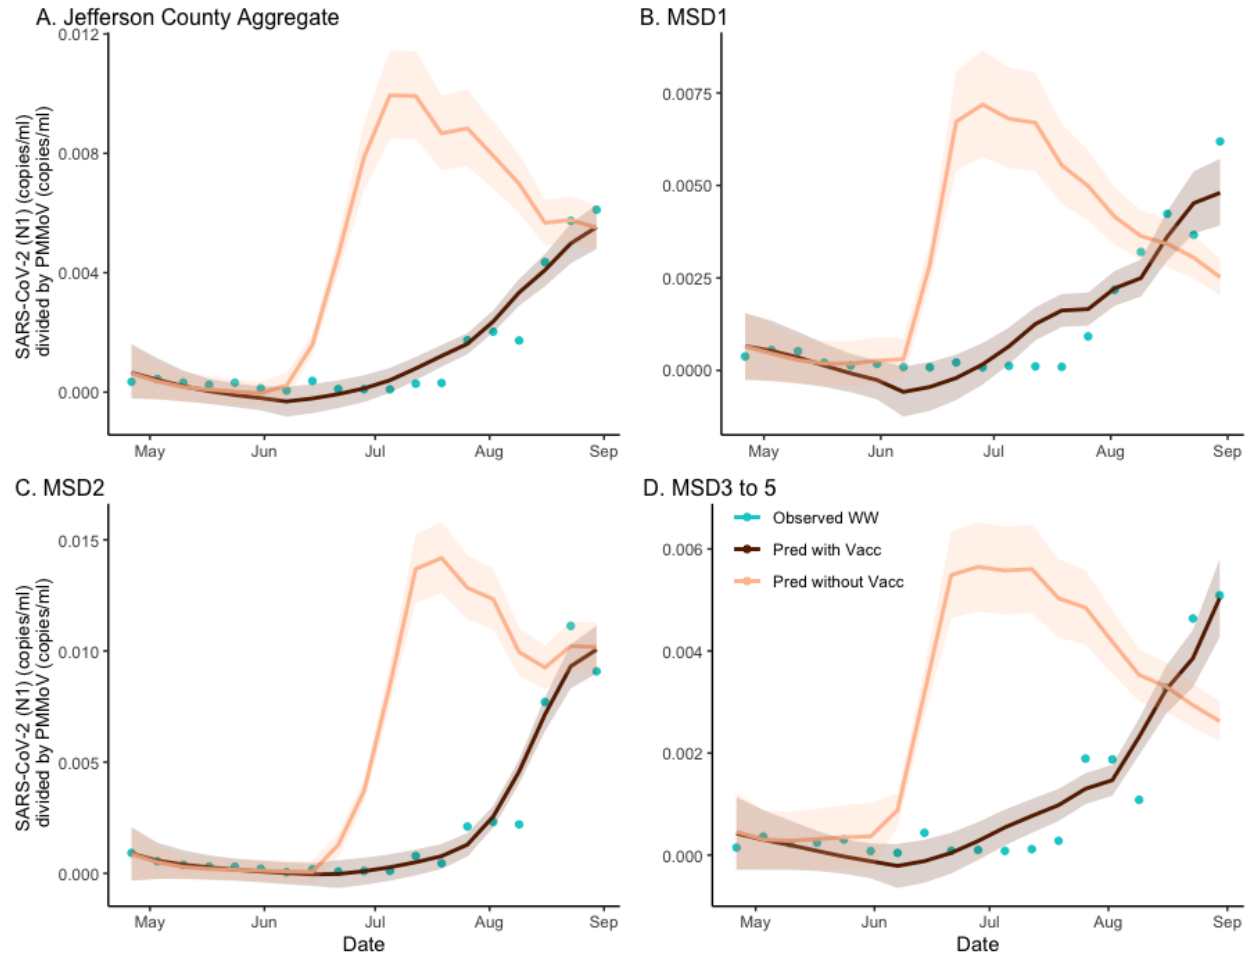 A. Jefferson County Aggregate
SARS-CoV-2 (N1) (copies/ml)
divided by PMMoV (copies/ml)
0.012
0.008
0.004
0.000
May
Jun
Jul
Aug
Sep
B. MSD1
0.0075
0.0050
0.0025
0.0000
May
Jun
Jul
Aug
Sep
C. MSD2
SARS-CoV-2 (N1) (copies/ml)
divided by PMMoV (copies/ml)
0.015
0.010
0.005
0.000
May
Jun
Jul
Aug
Sep
Date
D. MSD3 to 5
Observed WW
Pred with Vacc
Pred without Vacc
0.006
0.004
0.002
0.000
May
Jun
Jul
Aug
Sep
Date